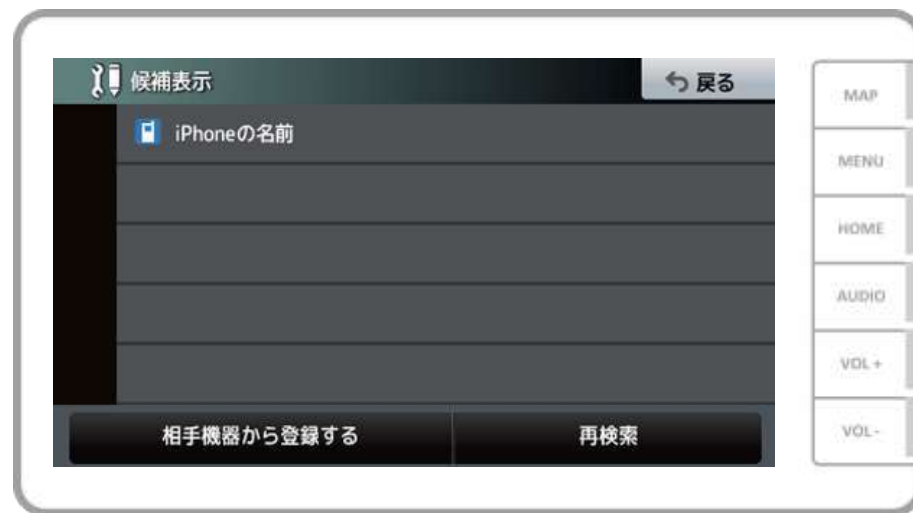 候補表示
戻る
iPhoneの名前
相手機器から登録する
再検索
MAP
MENU
HOME
AUDIO
VOL+
VOL-